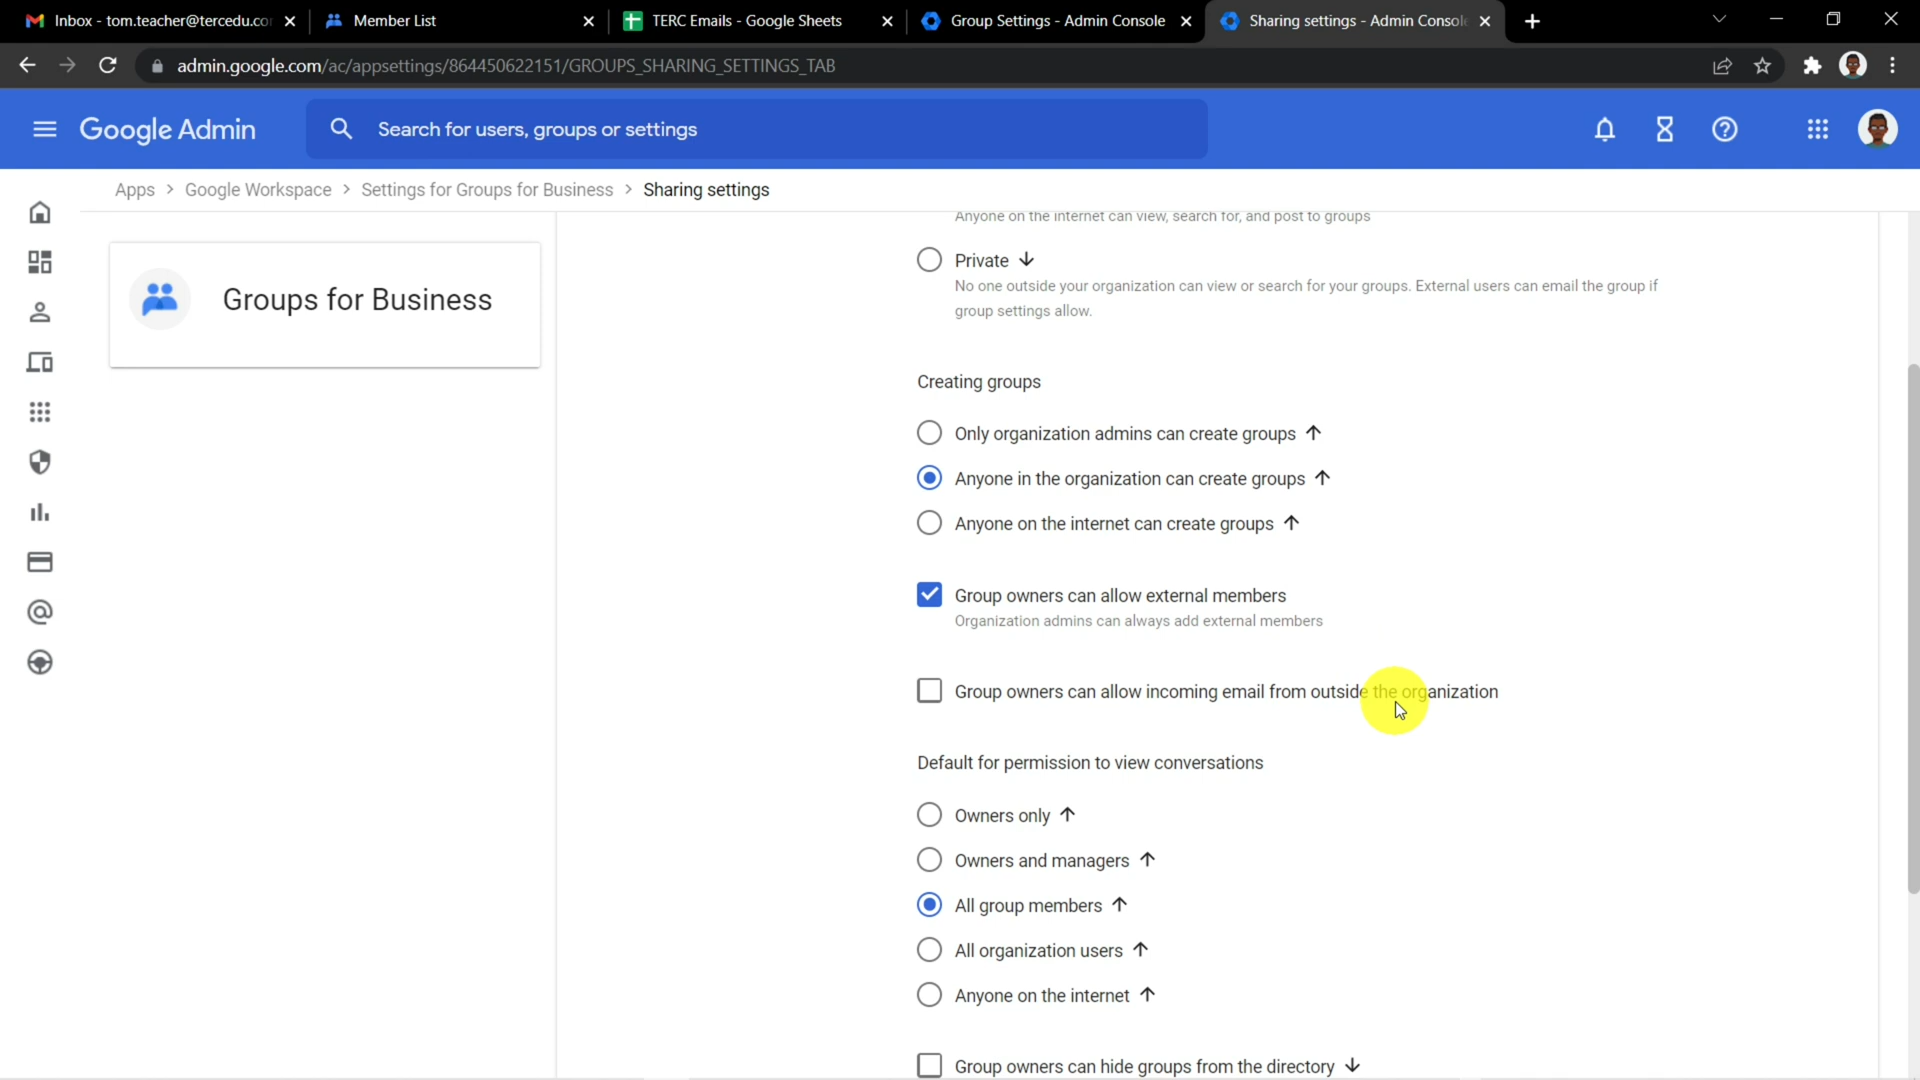 Inbox - tom.teacher@tercedu.cor
Member List
TERC Emails - Google Sheets
Group Settings - Admin Console
Sharing settings - Admin Consol
admin.google.com/ac/appsettings/864450622151/GROUPS_SHARING_SETTINGS_TAB
Google Admin
Search for users, groups or settings
Apps > Google Workspace > Settings for Groups for Business > Sharing settings
Groups for Business
Anyone on the internet can view, search for, and post to groups
Private
No one outside your organization can view or search for your groups. External users can email the group if
group settings allow.
Creating groups
Only organization admins can create groups
Anyone in the organization can create groups
Anyone on the internet can create groups
Group owners can allow external members
Organization admins can always add external members
Group owners can allow incoming email from outside the organization
Default for permission to view conversations
Owners only
Owners and managers
All group members
All organization users
Anyone on the internet
Group owners can hide groups from the directory